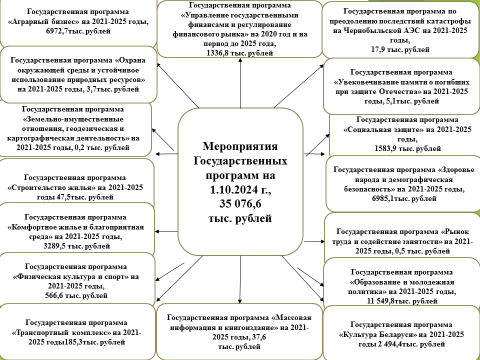 Государственная программа
«Аграрный бизнес» на 2021-2025 годы,
6972,7тыс. рублей
Государственная программа «Охрана
окружающей среды и устойчивое
использование природных ресурсов»
на 2021-2025 годы, 3,7тыс. рублей
Государственная программа
«Земельно-имущественные
отношения, геодезическая и
картографическая деятельность» на
2021-2025 годы, 0,2 тыс. рублей
Государственная программа
«Строительство жилья» на 2021-2025
годы 47,5тыс. рублей
Государственная программа
«Комфортное жилье и благоприятная
среда» на 2021-2025 годы,
3289,5 тыс. рублей
Государственная программа
«Физическая культура и спорт» на
2021-2025 годы,
566,6 тыс. рублей
Государственная программа
«Транспортный комплекс» на 2021-
2025 годы185,3тыс. рублей
Государственная программа
«Управление государственными
финансами и регулирование
финансового рынка» на 2020 год и на
период до 2025 года,
1336,8 тыс. рублей
Мероприятия
Государственных
программ на
1.10.2024 г.,
35 076,6
тыс. рублей
Государственная программа «Массовая
информация и книгоиздание» на 2021-
2025 годы, 37,6
тыс. рублей
Государственная программа по
преодолению последствий катастрофы
на Чернобыльской АЭС на 2021-2025
годы,
17,9 тыс. рублей
Государственная программа
«Увековечивание памяти о погибших
при защите Отечества» на 2021-2025
годы, 5,1тыс. рублей
Государственная программа
«Социальная защита» на 2021-2025
годы,
1583,9 тыс. рублей
Государственная программа «Здоровье
народа и демографическая
безопасность» на 2021-2025 годы,
6985,1тыс. рублей
Государственная программа «Рынок
труда и содействие занятости» на 2021-
2025 годы, 0,5 тыс. рублей
Государственная программа
«Образование и молодежная
политика» на 2021-2025 годы,
11 549,8тыс. рублей
Государственная программа
«Культура Беларуси» на 2021-2025
годы 2 494,4тыс. рублей